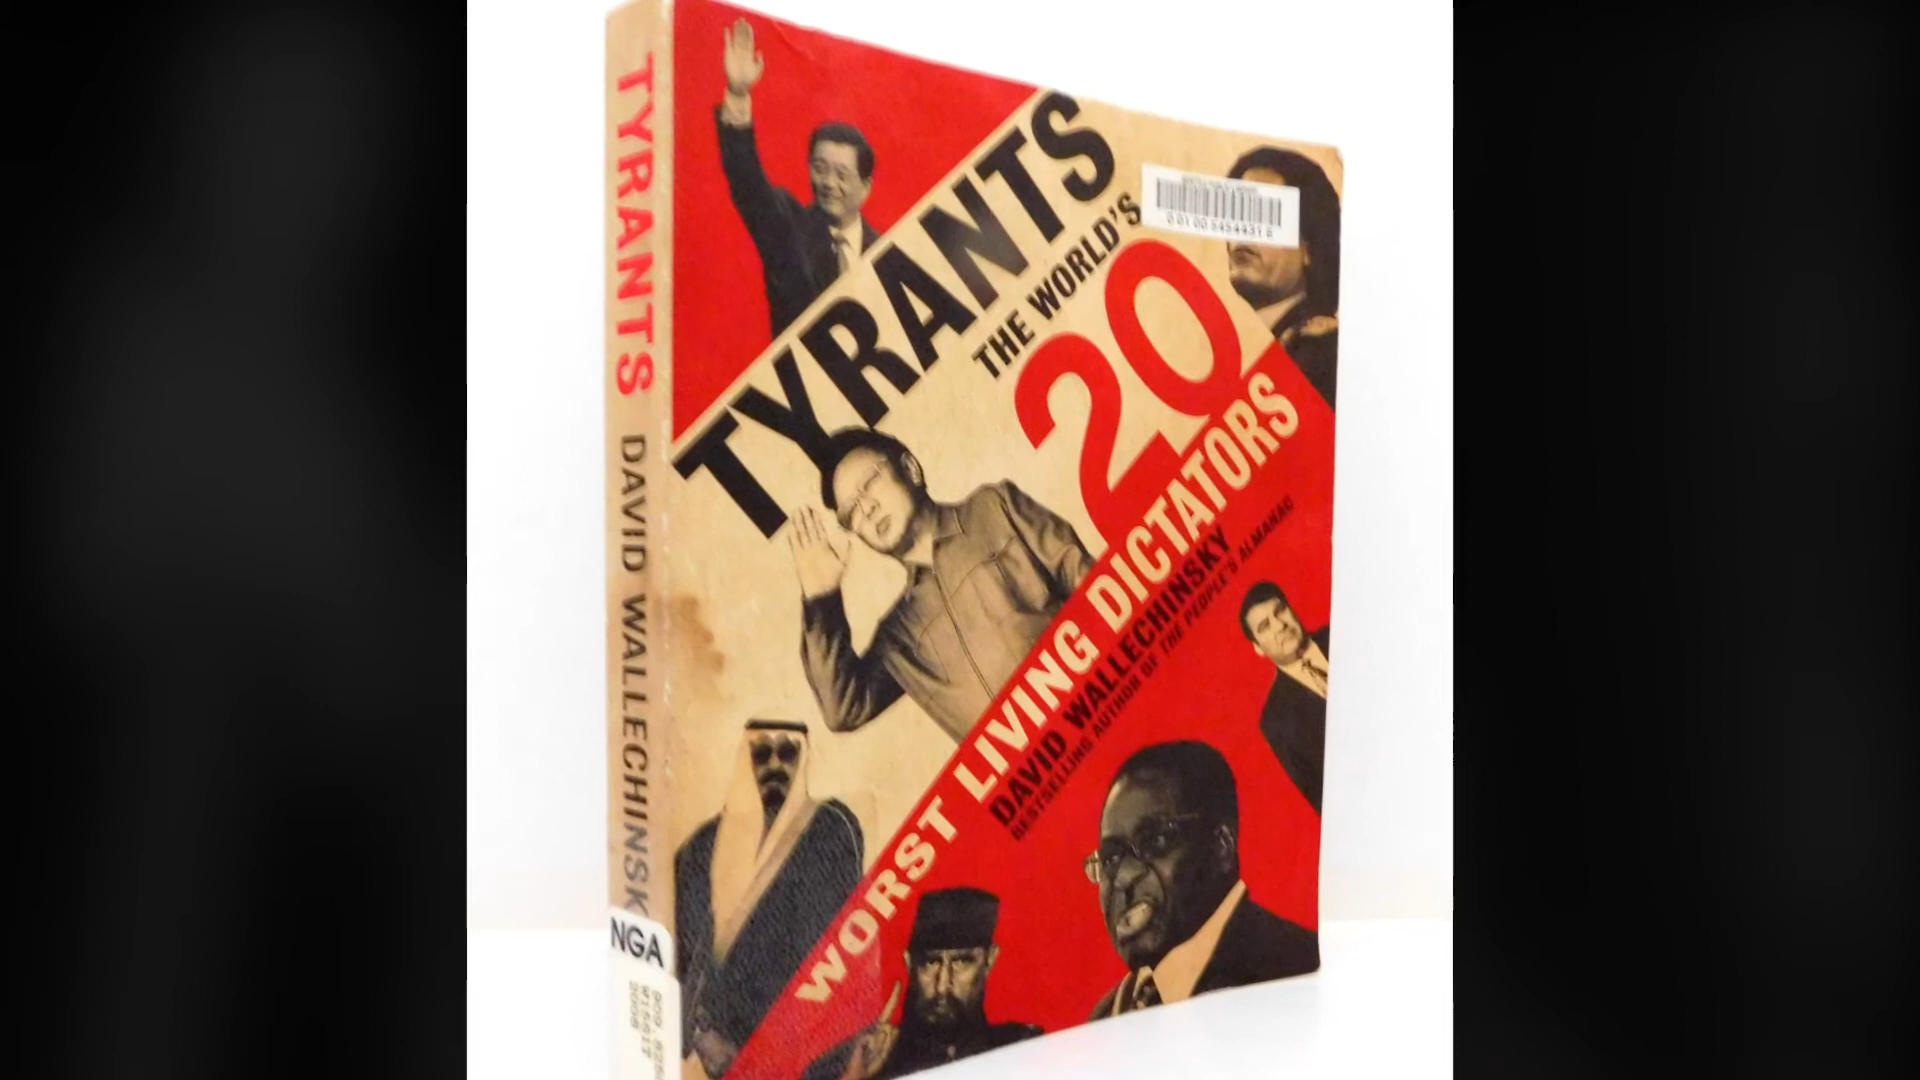 TYRANTS
THE WORLD'S
20
WORST LIVING DICTATORS
DAVID WALLECHINSKY
BESTSELLING AUTHOR OF THE PEOPLE'S ALMANAC
TYRANTS DAVID WALLECHINSK
NGA
2006